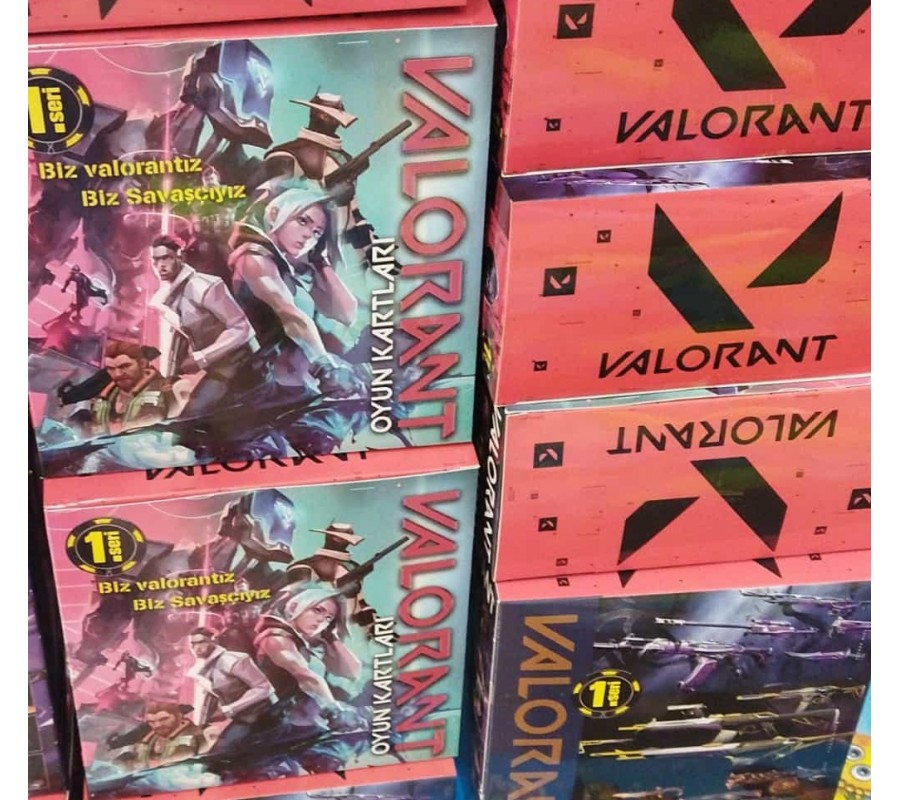 1.seri
Biz valorantız
Biz Savaşçıyız
VALORANT
OYUN KARTLARI
VALORANT
1.seri
Biz valorantız
Biz Savaşçıyız
VALORANT
OYUN KARTLARI
VALORANT
VALORANT
VALORANT
VALORANT
VALORA
1.seri